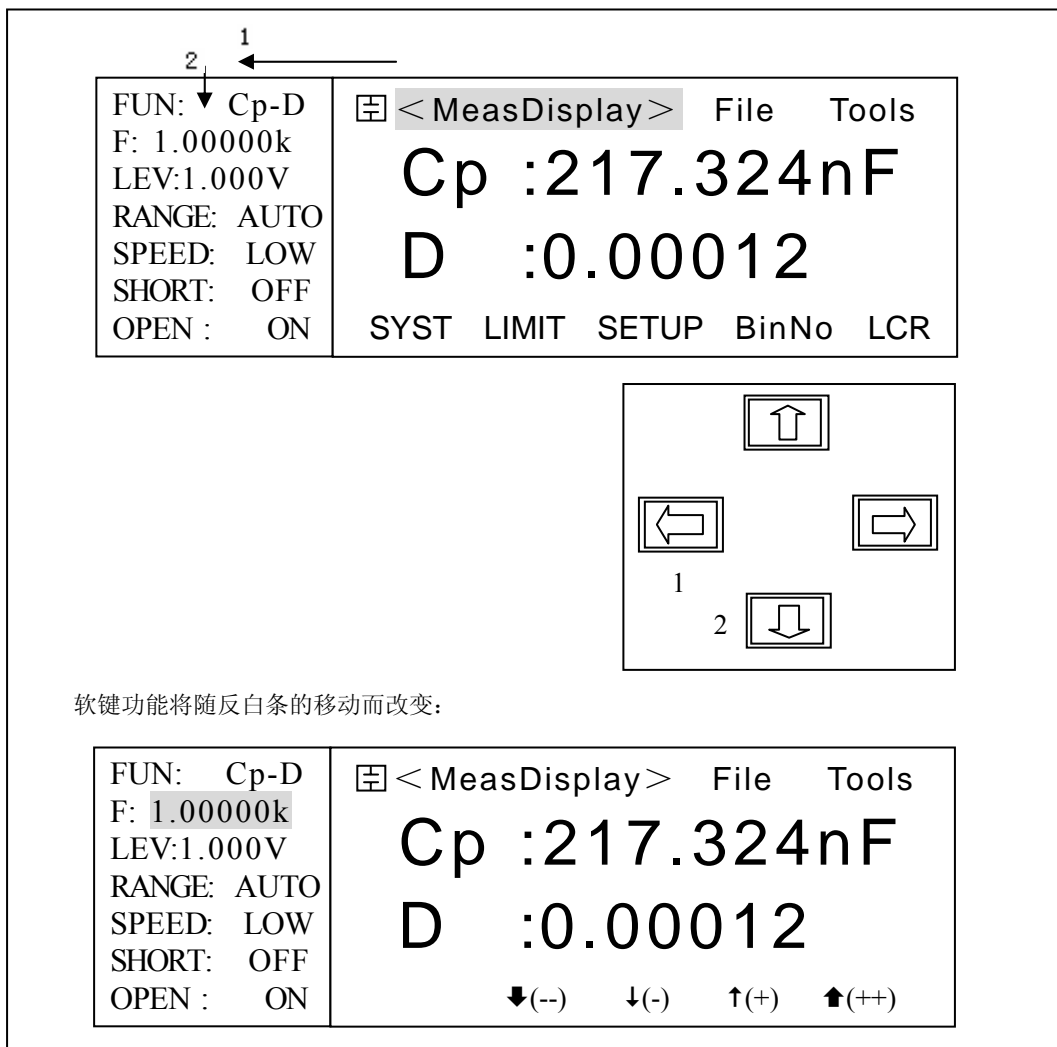 1
2
FUN: Cp-D
F: 1.00000k
LEV:1.000V
RANGE: AUTO
SPEED: LOW
SHORT: OFF
OPEN : ON
<MeasDisplay> File Tools
Cp :217.324nF
D :0.00012
SYST LIMIT SETUP BinNo LCR
1
2
软键功能将随反白条的移动而改变:
FUN: Cp-D
F: 1.00000k
LEV:1.000V
RANGE: AUTO
SPEED: LOW
SHORT: OFF
OPEN : ON
<MeasDisplay> File Tools
Cp :217.324nF
D :0.00012
🡇(--) ↓(-) ↑(+) 🡅(++)